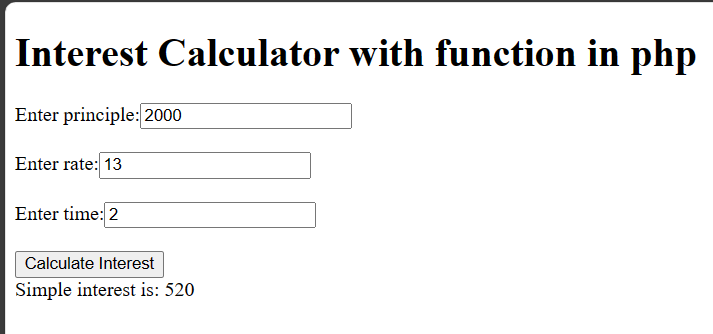 Interest Calculator with function in php
Enter principle: 2000
Enter rate: 13
Enter time: 2
Calculate Interest
Simple interest is: 520